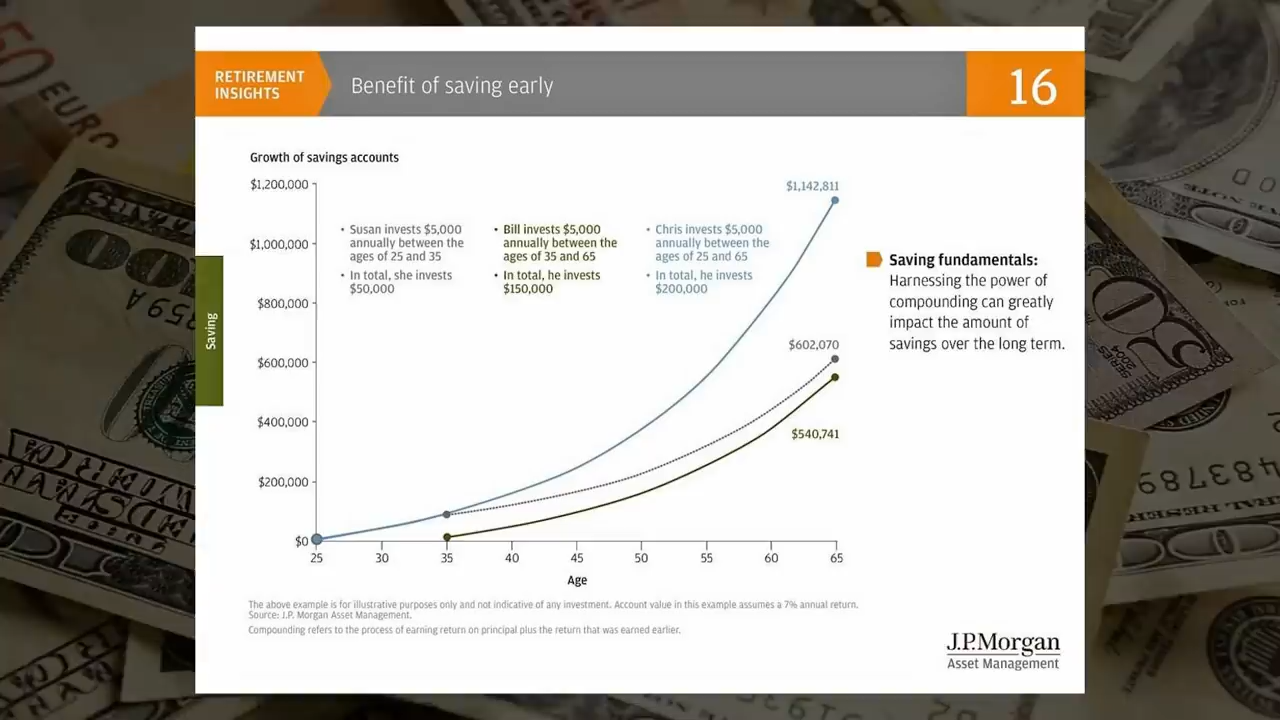 RETIREMENT
INSIGHTS
Benefit of saving early
16
Growth of savings accounts
$1,200,000
$1,000,000
$800,000
$600,000
$400,000
$200,000
$0
• Susan invests $5,000
annually between the
ages of 25 and 35
• In total, she invests
$50,000
• Bill invests $5,000
annually between the
ages of 35 and 65
• In total, he invests
$150,000
• Chris invests $5,000
annually between the
ages of 25 and 65
• In total, he invests
$200,000
$1,142,811
$602,070
$540,741
25 30 35 40 45 50 55 60 65
Age
Saving
Saving fundamentals:
Harnessing the power of
compounding can greatly
impact the amount of
savings over the long term.
The above example is for illustrative purposes only and not indicative of any investment. Account value in this example assumes a 7% annual return.
Source: J.P. Morgan Asset Management.
Compounding refers to the process of earning return on principal plus the return that was earned earlier.
J.P.Morgan
Asset Management
50 EURO